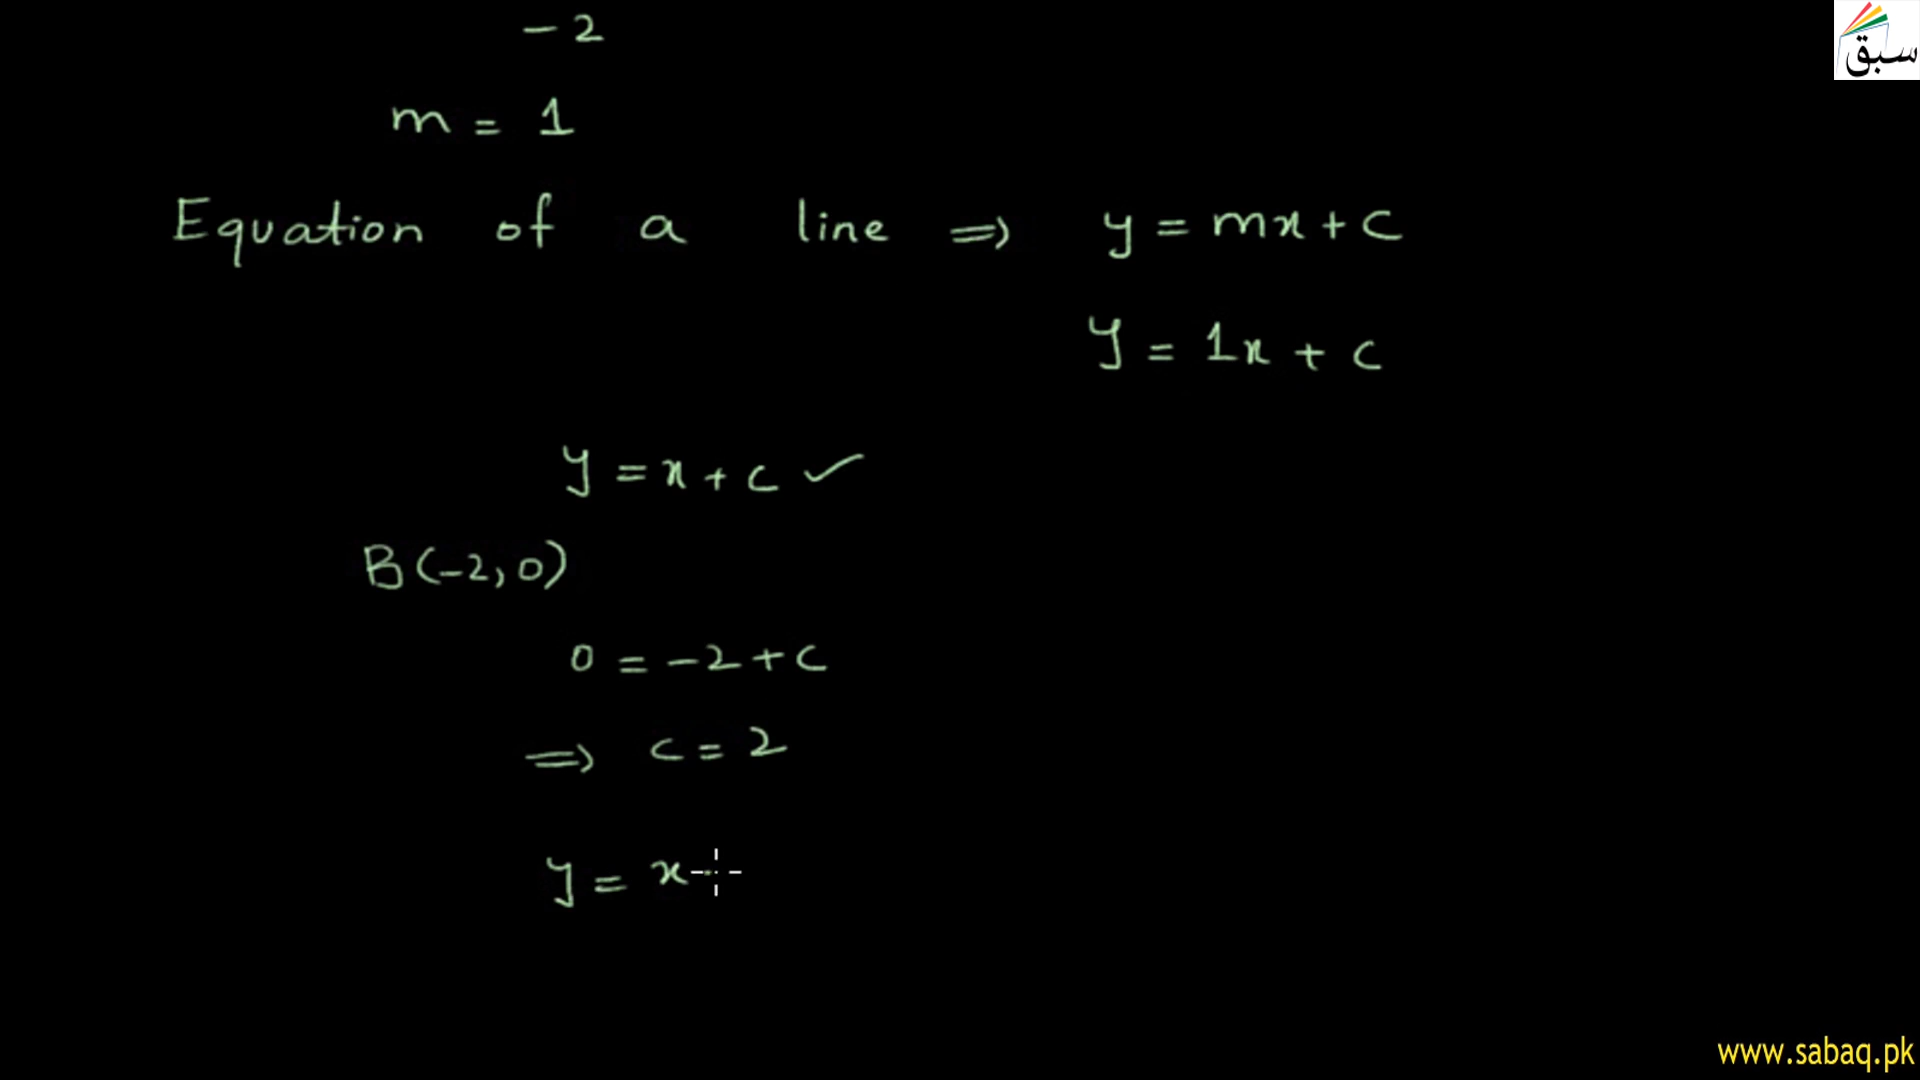 سبق
- 2
m = 1
Equation of a line ⇒ y = mx + c
y = 1x + c
y = x + c ✓
B(-2, 0)
0 = -2 + c
⇒ c = 2
y = x
www.sabaq.pk